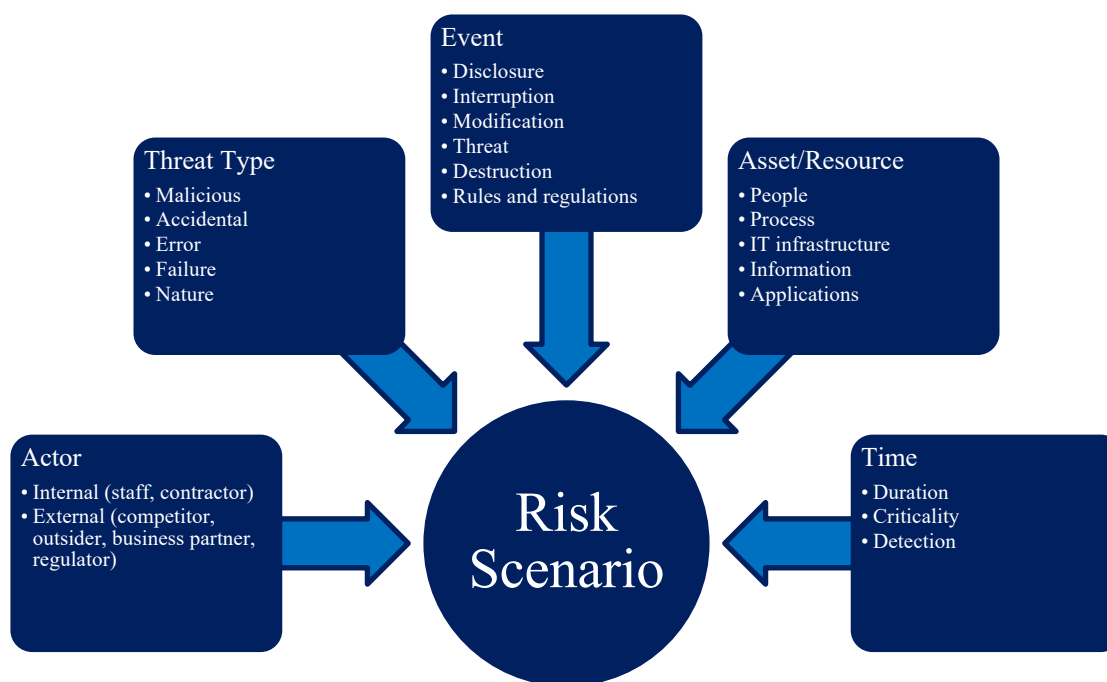 Event
• Disclosure
• Interruption
• Modification
• Threat
• Destruction
• Rules and regulations
Threat Type
• Malicious
• Accidental
• Error
• Failure
• Nature
Asset/Resource
• People
• Process
• IT infrastructure
• Information
• Applications
Actor
• Internal (staff, contractor)
• External (competitor,
outsider, business partner,
regulator)
Risk
Scenario
Time
• Duration
• Criticality
• Detection